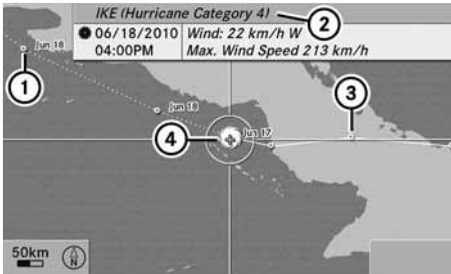 IKE (Hurricane Category 4)
2
06/18/2010 Wind: 22 km/h W
04:00PM Max. Wind Speed 213 km/h
Jun 18
1
Jun 18
3
4
Jun 17
50km
N